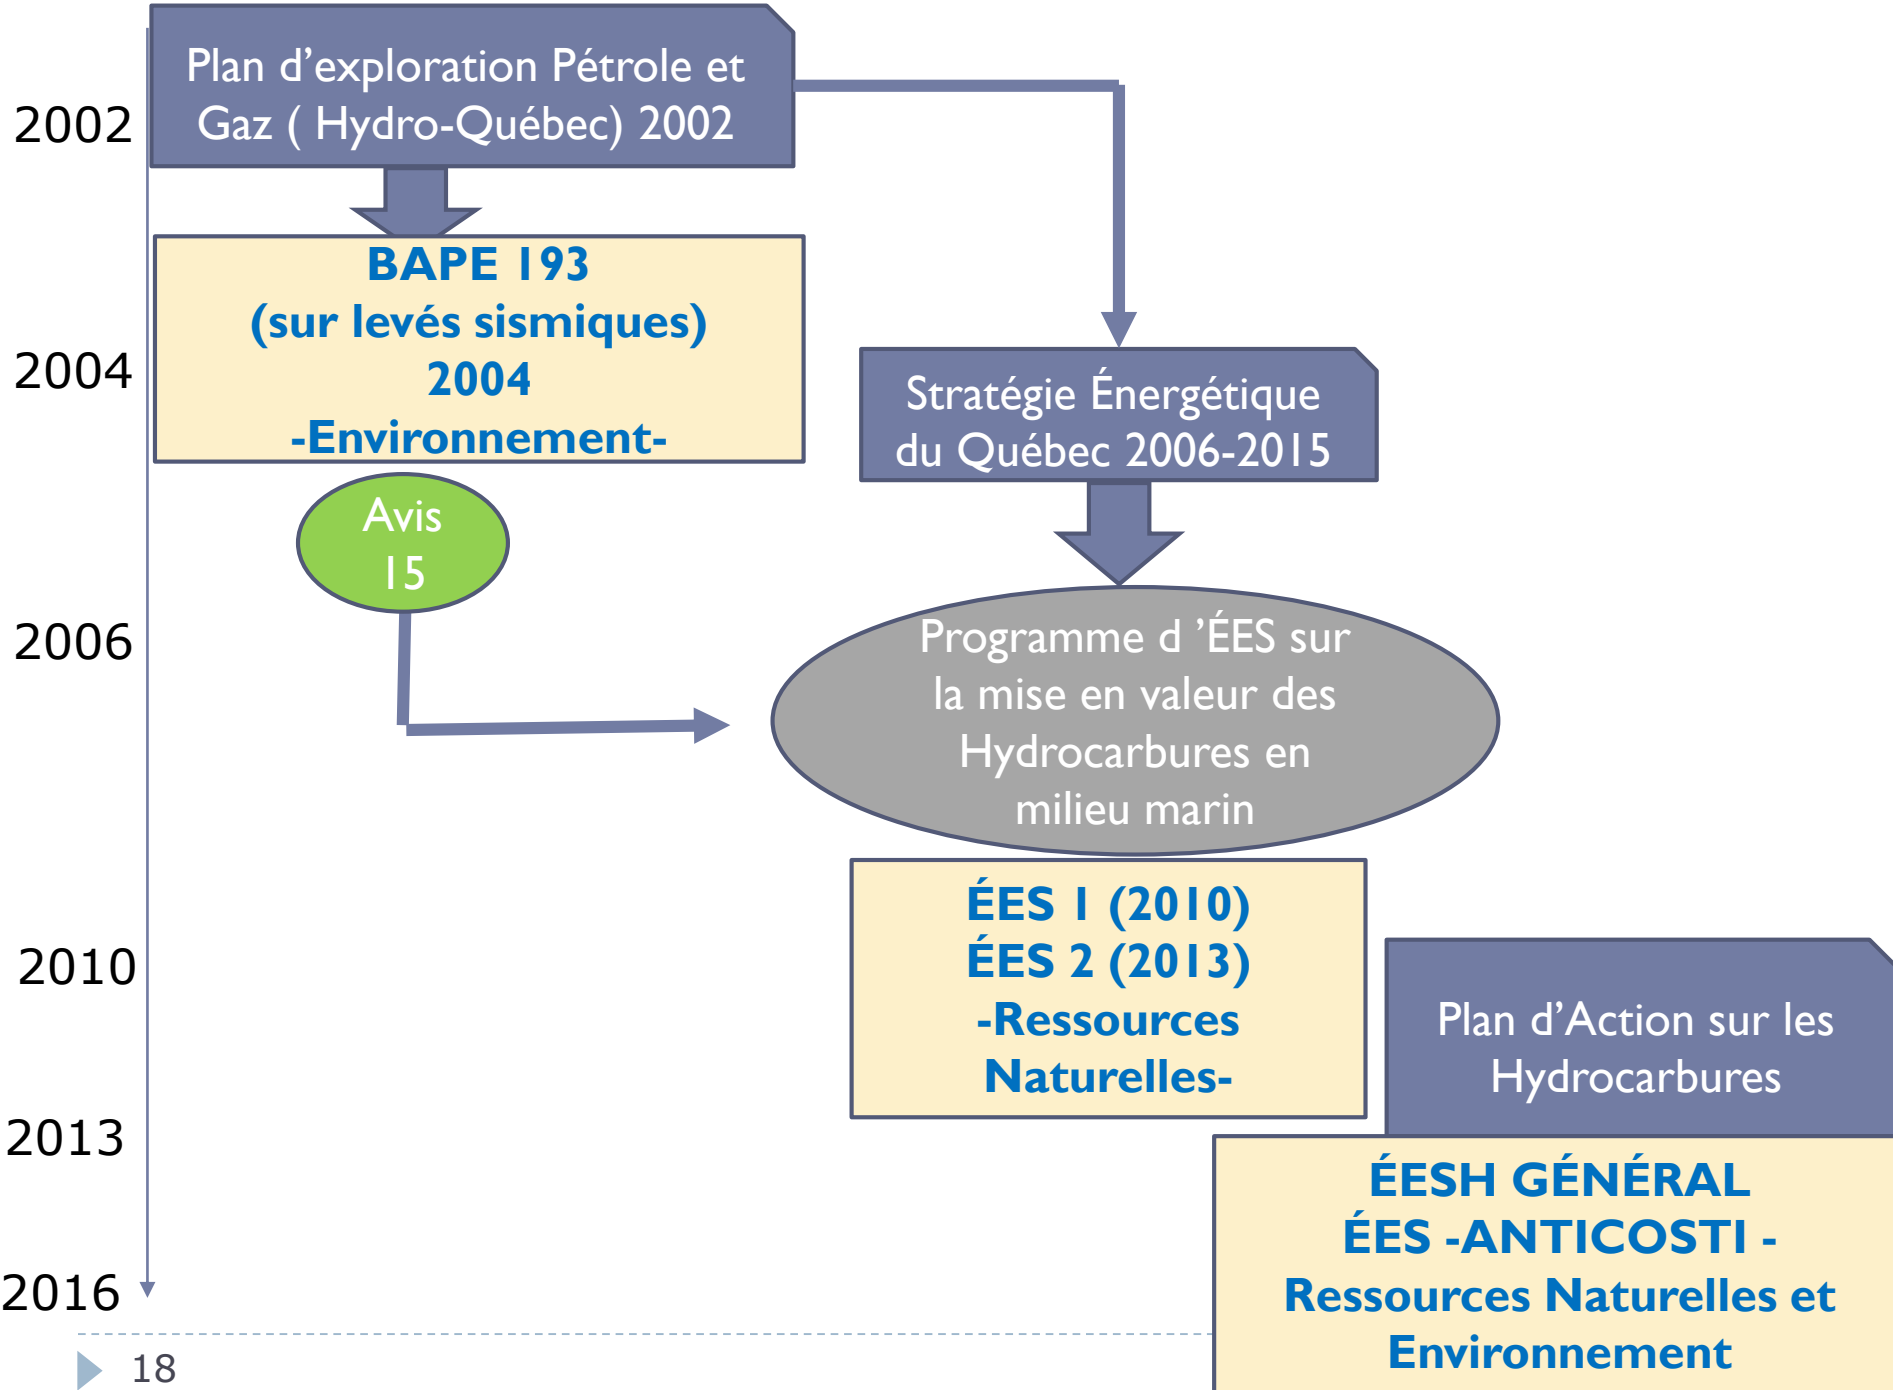 Plan d’exploration Pétrole et
Gaz ( Hydro-Québec) 2002
2002
BAPE 193
(sur levés sismiques)
2004
-Environnement-
2004
Stratégie Énergétique
du Québec 2006-2015
Avis
15
2006
Programme d ’ÉES sur
la mise en valeur des
Hydrocarbures en
milieu marin
ÉES 1 (2010)
ÉES 2 (2013)
-Ressources
Naturelles-
2010
Plan d’Action sur les
Hydrocarbures
2013
ÉESH GÉNÉRAL
ÉES -ANTICOSTI -
Ressources Naturelles et
Environnement
2016
18